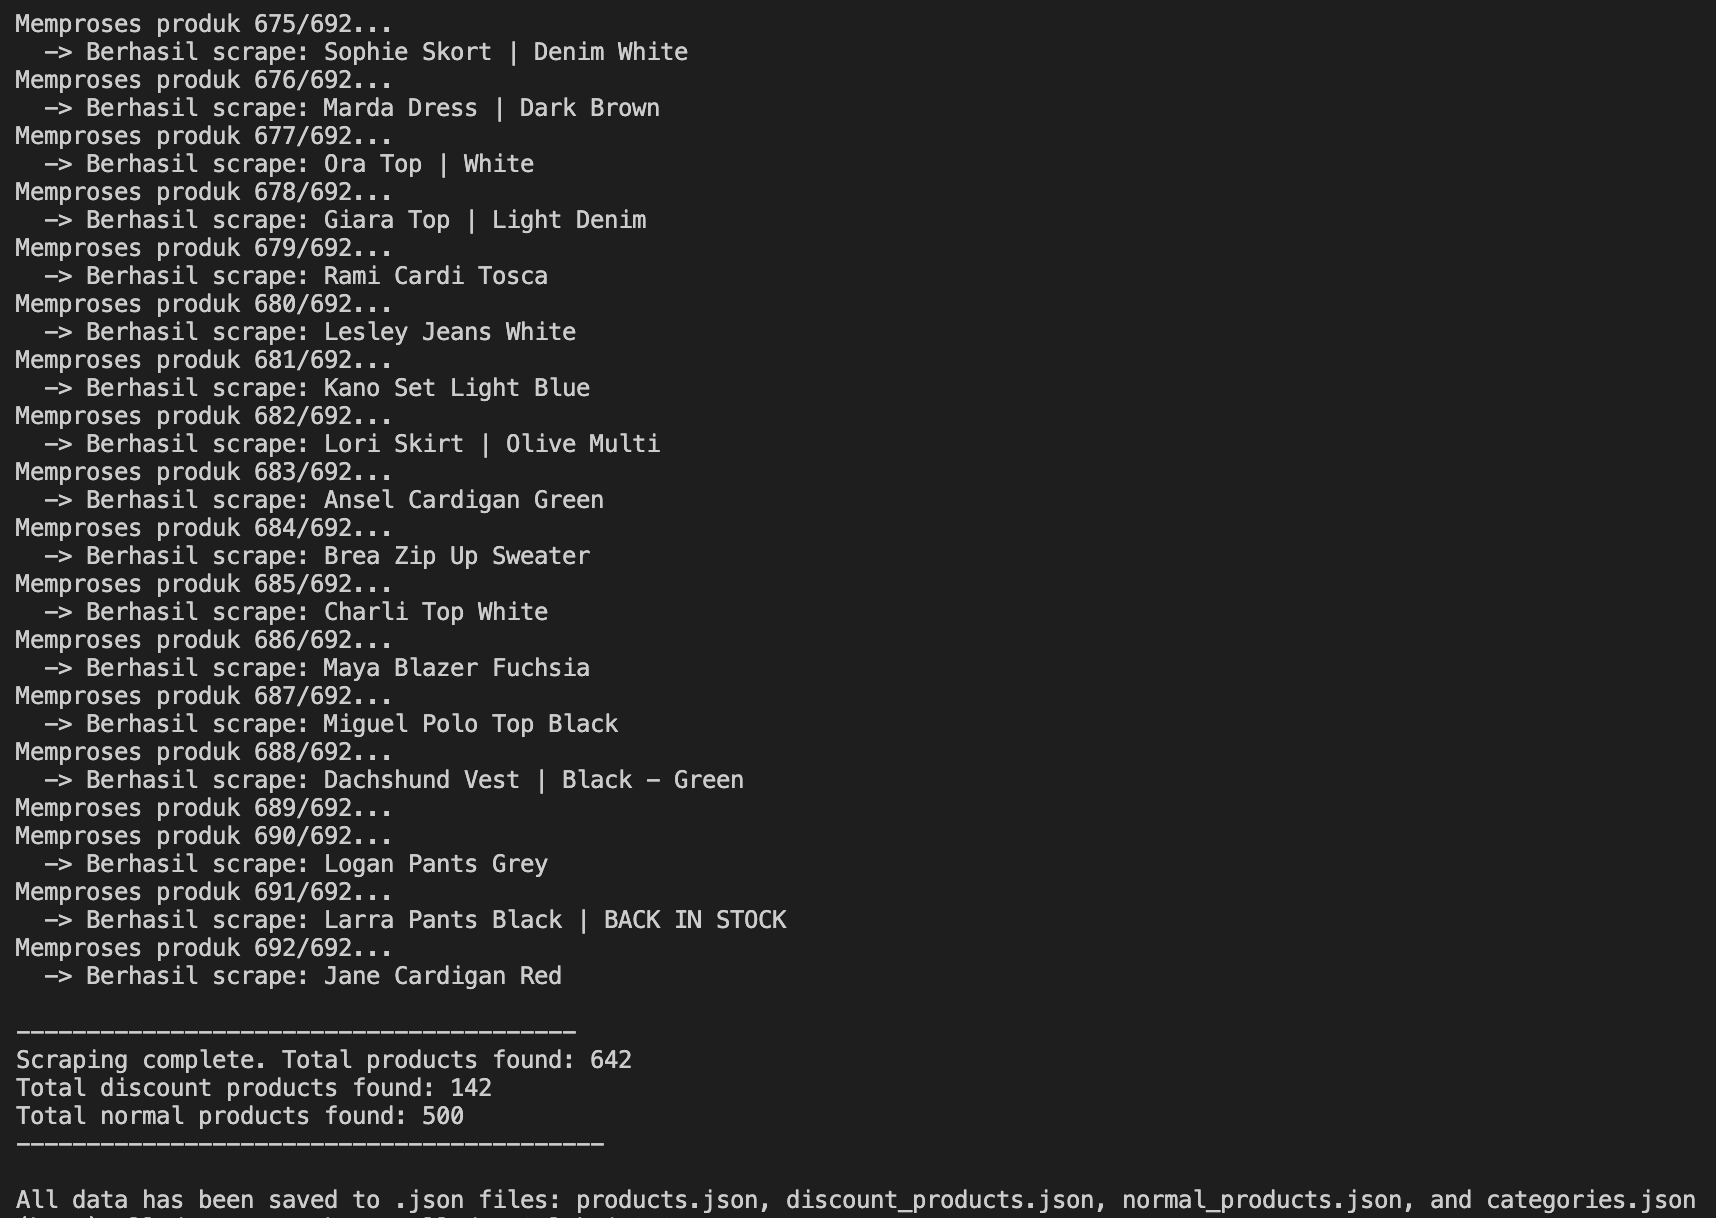 Memproses produk 675/692...
  -> Berhasil scrape: Sophie Skort | Denim White
Memproses produk 676/692...
  -> Berhasil scrape: Marda Dress | Dark Brown
Memproses produk 677/692...
  -> Berhasil scrape: Ora Top | White
Memproses produk 678/692...
  -> Berhasil scrape: Giara Top | Light Denim
Memproses produk 679/692...
  -> Berhasil scrape: Rami Cardi Tosca
Memproses produk 680/692...
  -> Berhasil scrape: Lesley Jeans White
Memproses produk 681/692...
  -> Berhasil scrape: Kano Set Light Blue
Memproses produk 682/692...
  -> Berhasil scrape: Lori Skirt | Olive Multi
Memproses produk 683/692...
  -> Berhasil scrape: Ansel Cardigan Green
Memproses produk 684/692...
  -> Berhasil scrape: Brea Zip Up Sweater
Memproses produk 685/692...
  -> Berhasil scrape: Charli Top White
Memproses produk 686/692...
  -> Berhasil scrape: Maya Blazer Fuchsia
Memproses produk 687/692...
  -> Berhasil scrape: Miguel Polo Top Black
Memproses produk 688/692...
  -> Berhasil scrape: Dachshund Vest | Black - Green
Memproses produk 689/692...
Memproses produk 690/692...
  -> Berhasil scrape: Logan Pants Grey
Memproses produk 691/692...
  -> Berhasil scrape: Larra Pants Black | BACK IN STOCK
Memproses produk 692/692...
  -> Berhasil scrape: Jane Cardigan Red

----------------------------------------
Scraping complete. Total products found: 642
Total discount products found: 142
Total normal products found: 500
------------------------------------------

All data has been saved to .json files: products.json, discount_products.json, normal_products.json, and categories.json